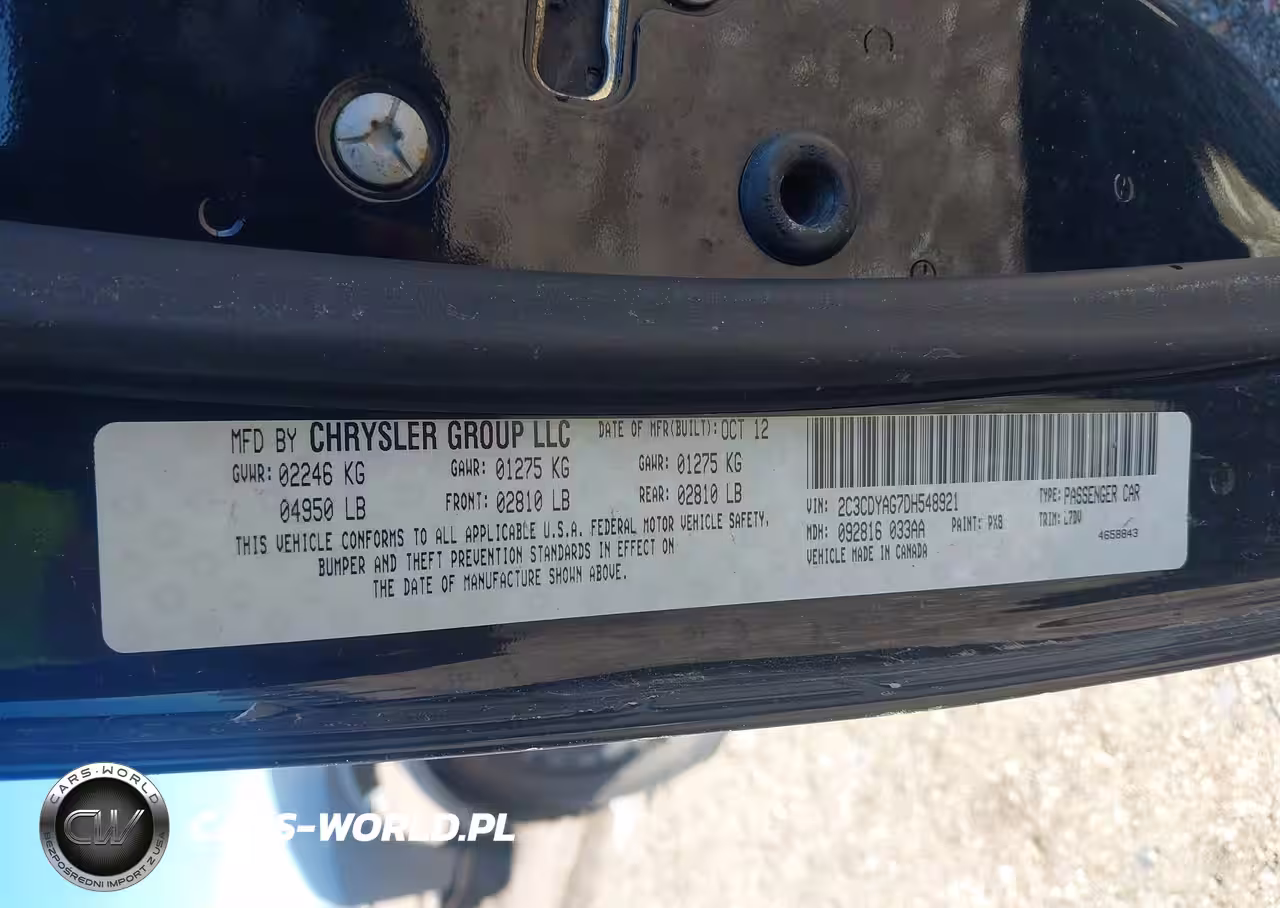 MFD BY CHRYSLER GROUP LLC DATE OF MFR(BUILT): OCT 12
GVWR: 02246 KG GAWR: 01275 KG GAWR: 01275 KG
04950 LB FRONT: 02810 LB REAR: 02810 LB
THIS VEHICLE CONFORMS TO ALL APPLICABLE U.S.A. FEDERAL MOTOR VEHICLE SAFETY,
BUMPER AND THEFT PREVENTION STANDARDS IN EFFECT ON
THE DATE OF MANUFACTURE SHOWN ABOVE.
VIN: 2C3CDYAG7DH548921 TYPE: PASSENGER CAR
MDH: 092816 033AA PAINT: PX8 TRIM: L7DV
VEHICLE MADE IN CANADA 4658843
CARS-WORLD
CW
BEZPOŚREDNI IMPORT Z USA
CARS-WORLD.PL